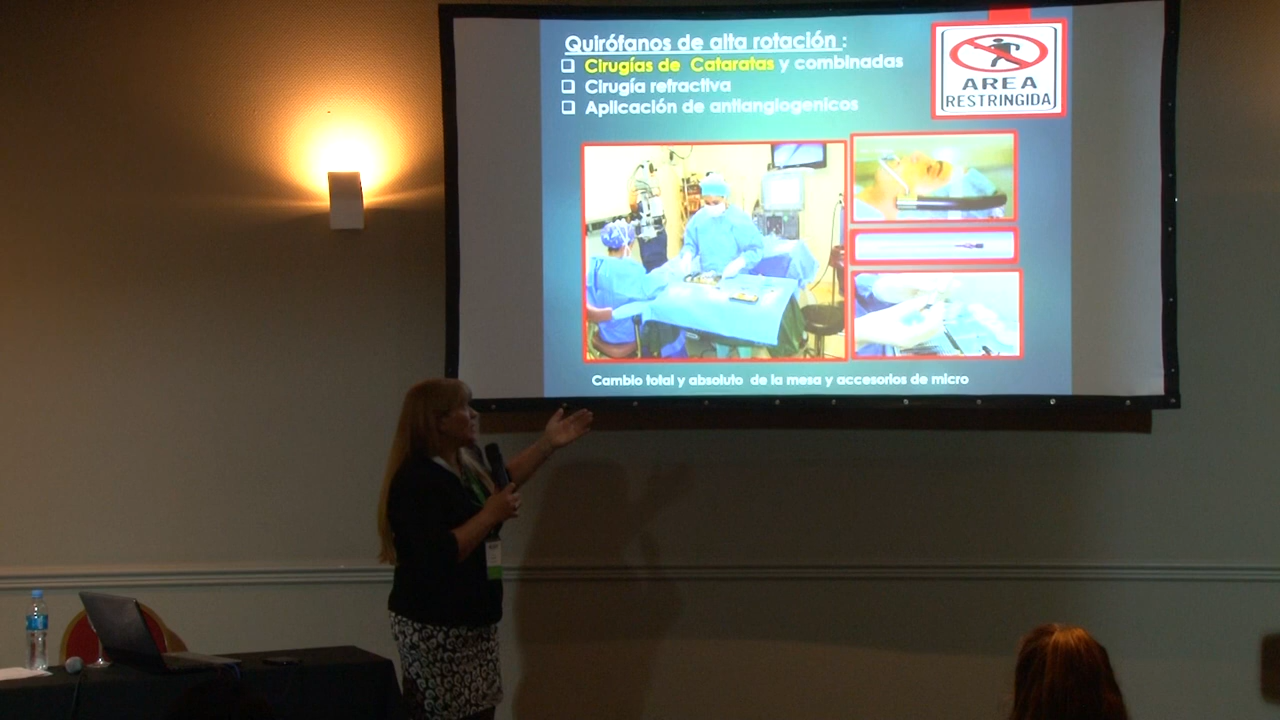 Quirófanos de alta rotación :
❑ Cirugías de Cataratas y combinadas
❑ Cirugía refractiva
❑ Aplicación de antiangiogenicos
AREA
RESTRINGIDA
Cambio total y absoluto de la mesa y accesorios de micro